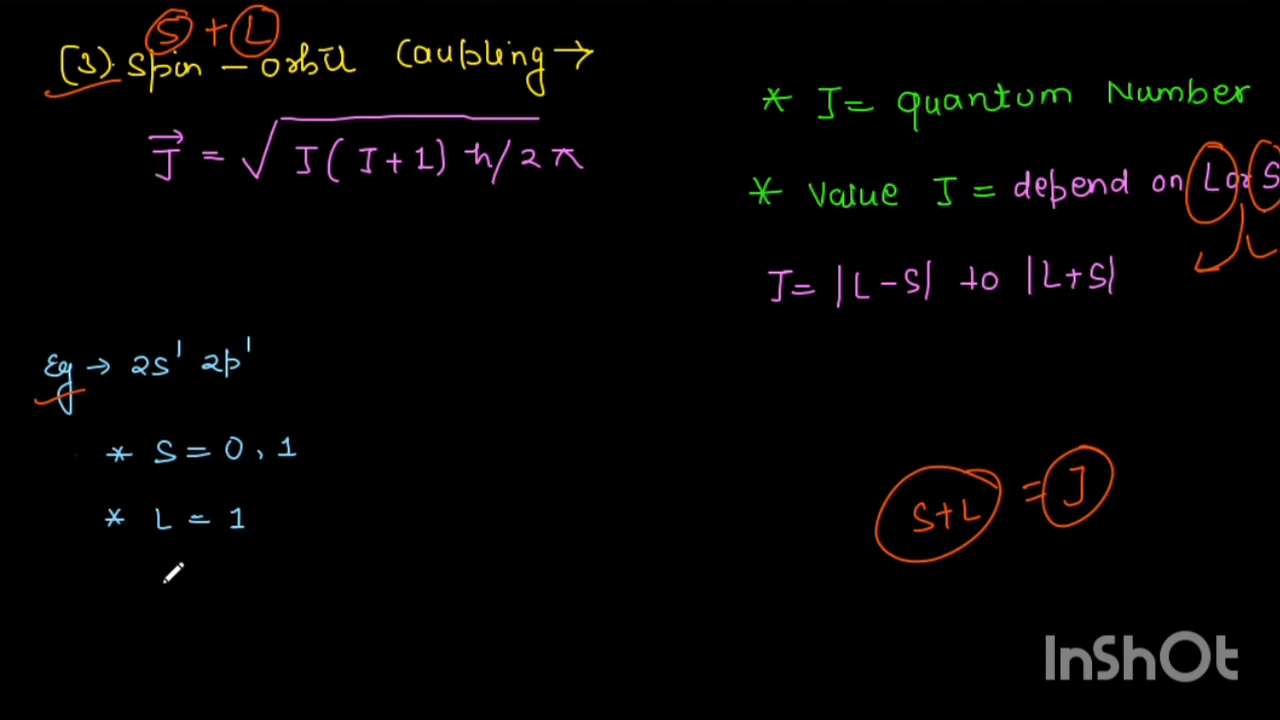 S + L
(3). Spin - orbit Caubling →
J = √J(J+1) h/2π
* J = quantum Number
* Value J = depend on L or S
J = |L-S| to |L+S|
Eg → 2s¹ 2p¹
* S = 0, 1
* L = 1
S+L = J
InShOt